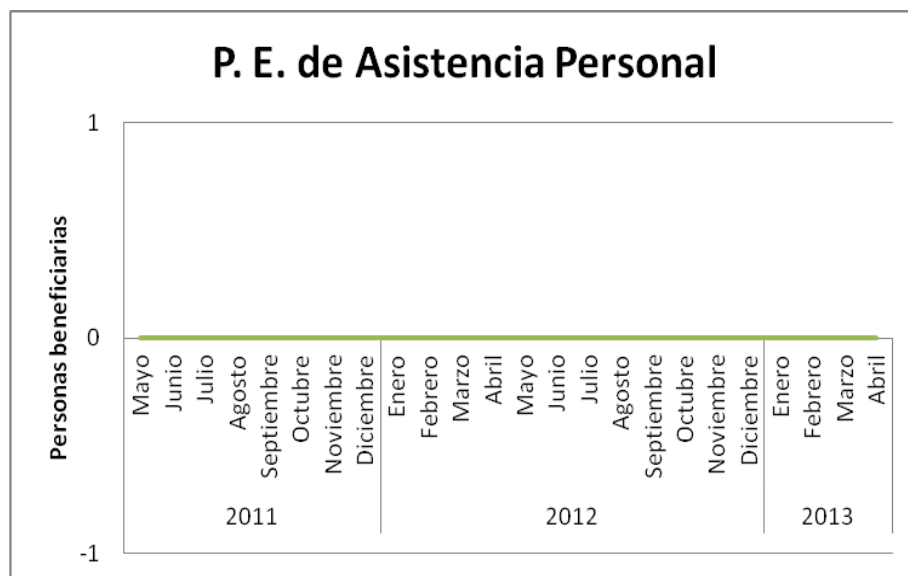 P. E. de Asistencia Personal
Personas beneficiarias
1
0
-1
Mayo
Junio
Julio
Agosto
Septiembre
Octubre
Noviembre
Diciembre
Enero
Febrero
Marzo
Abril
Mayo
Junio
Julio
Agosto
Septiembre
Octubre
Noviembre
Diciembre
Enero
Febrero
Marzo
Abril
2011
2012
2013